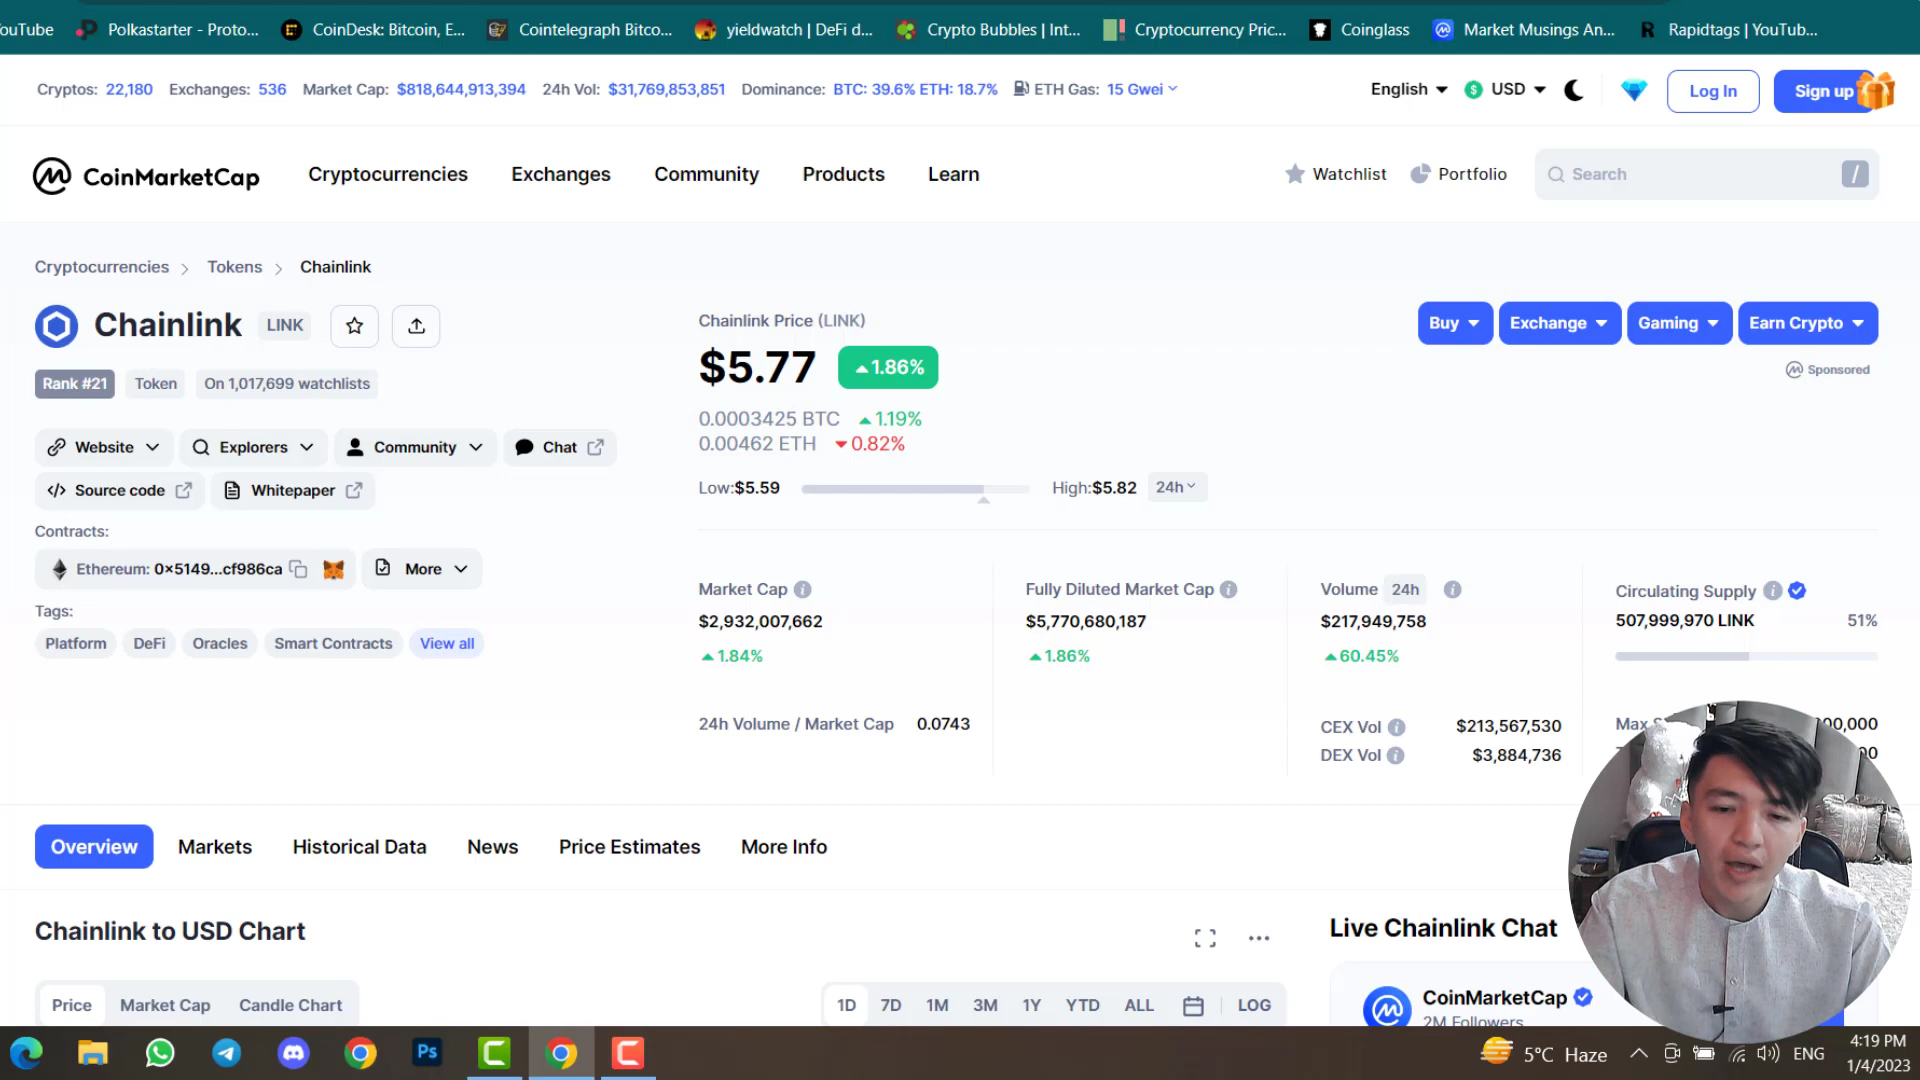 ouTube Polkastarter - Proto... CoinDesk: Bitcoin, E... Cointelegraph Bitco... yieldwatch | DeFi d... Crypto Bubbles | Int... Cryptocurrency Pric... Coinglass Market Musings An... Rapidtags | YouTub...
Cryptos: 22,180 Exchanges: 536 Market Cap: $818,644,913,394 24h Vol: $31,769,853,851 Dominance: BTC: 39.6% ETH: 18.7% ETH Gas: 15 Gwei English USD Log In Sign up
CoinMarketCap Cryptocurrencies Exchanges Community Products Learn Watchlist Portfolio Search /
Cryptocurrencies > Tokens > Chainlink
Chainlink LINK
Rank #21 Token On 1,017,699 watchlists
Website Explorers Community Chat
Source code Whitepaper
Contracts:
Ethereum: 0x5149...cf986ca More
Tags:
Platform DeFi Oracles Smart Contracts View all
Chainlink Price (LINK)
$5.77 1.86%
0.0003425 BTC 1.19%
0.00462 ETH 0.82%
Low:$5.59 High:$5.82 24h
Buy Exchange Gaming Earn Crypto
Sponsored
Market Cap
$2,932,007,662
1.84%
24h Volume / Market Cap 0.0743
Fully Diluted Market Cap
$5,770,680,187
1.86%
Volume 24h
$217,949,758
60.45%
CEX Vol $213,567,530
DEX Vol $3,884,736
Circulating Supply
507,999,970 LINK 51%
Overview Markets Historical Data News Price Estimates More Info
Chainlink to USD Chart
Price Market Cap Candle Chart 1D 7D 1M 3M 1Y YTD ALL LOG
Live Chainlink Chat
CoinMarketCap
2M Followers
Ps 5°C Haze ENG 4:19 PM
1/4/2023